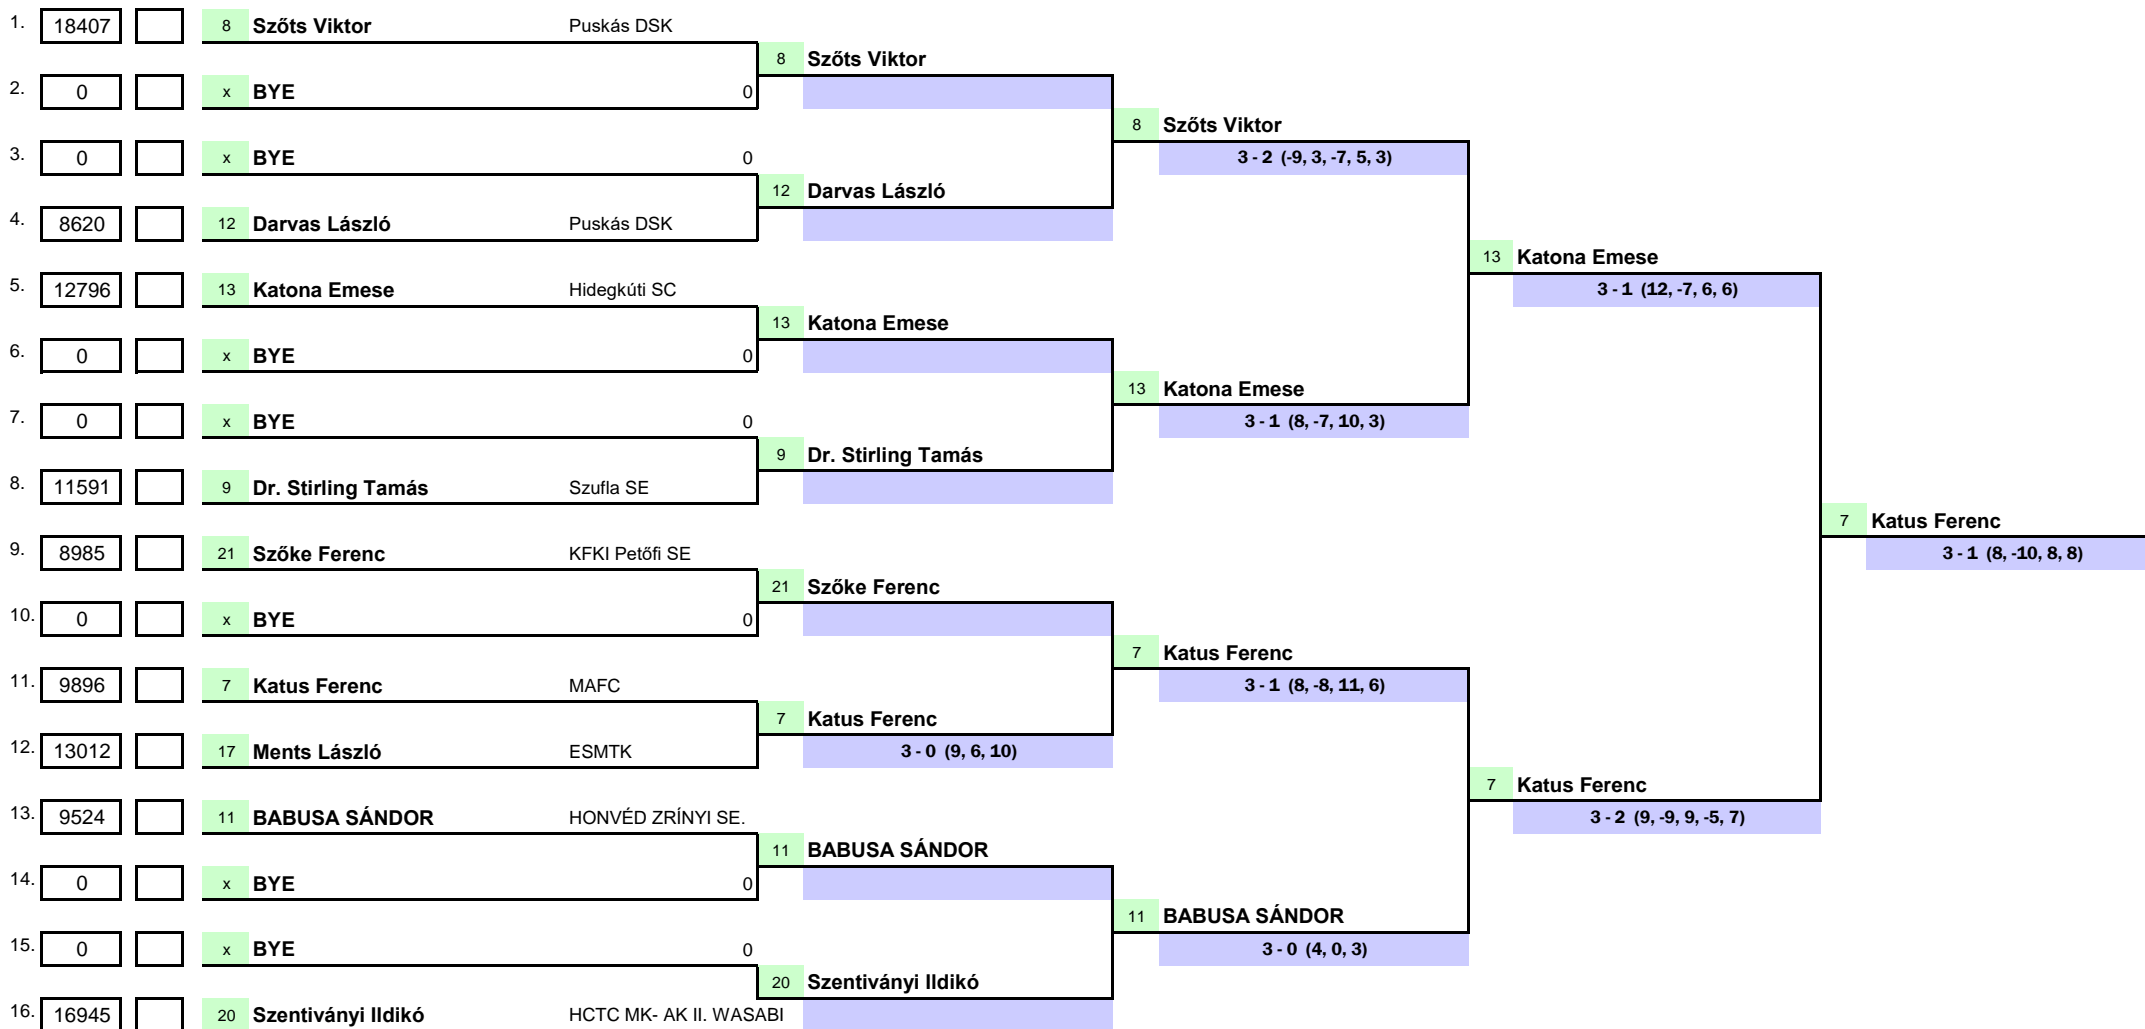 1. 18407 8 Szőts Viktor Puskás DSK
8 Szőts Viktor
2. 0 x BYE 0
8 Szőts Viktor
3. 0 x BYE 0 3 - 2 (-9, 3, -7, 5, 3)
12 Darvas László
4. 8620 12 Darvas László Puskás DSK
13 Katona Emese
5. 12796 13 Katona Emese Hidegkúti SC 3 - 1 (12, -7, 6, 6)
13 Katona Emese
6. 0 x BYE 0
13 Katona Emese
7. 0 x BYE 0 3 - 1 (8, -7, 10, 3)
9 Dr. Stirling Tamás
8. 11591 9 Dr. Stirling Tamás Szufla SE
7 Katus Ferenc
9. 8985 21 Szőke Ferenc KFKI Petőfi SE 3 - 1 (8, -10, 8, 8)
21 Szőke Ferenc
10. 0 x BYE 0
7 Katus Ferenc
11. 9896 7 Katus Ferenc MAFC 3 - 1 (8, -8, 11, 6)
7 Katus Ferenc
12. 13012 17 Ments László ESMTK 3 - 0 (9, 6, 10)
7 Katus Ferenc
13. 9524 11 BABUSA SÁNDOR HONVÉD ZRÍNYI SE. 3 - 2 (9, -9, 9, -5, 7)
11 BABUSA SÁNDOR
14. 0 x BYE 0
11 BABUSA SÁNDOR
15. 0 x BYE 0 3 - 0 (4, 0, 3)
20 Szentiványi Ildikó
16. 16945 20 Szentiványi Ildikó HCTC MK- AK II. WASABI